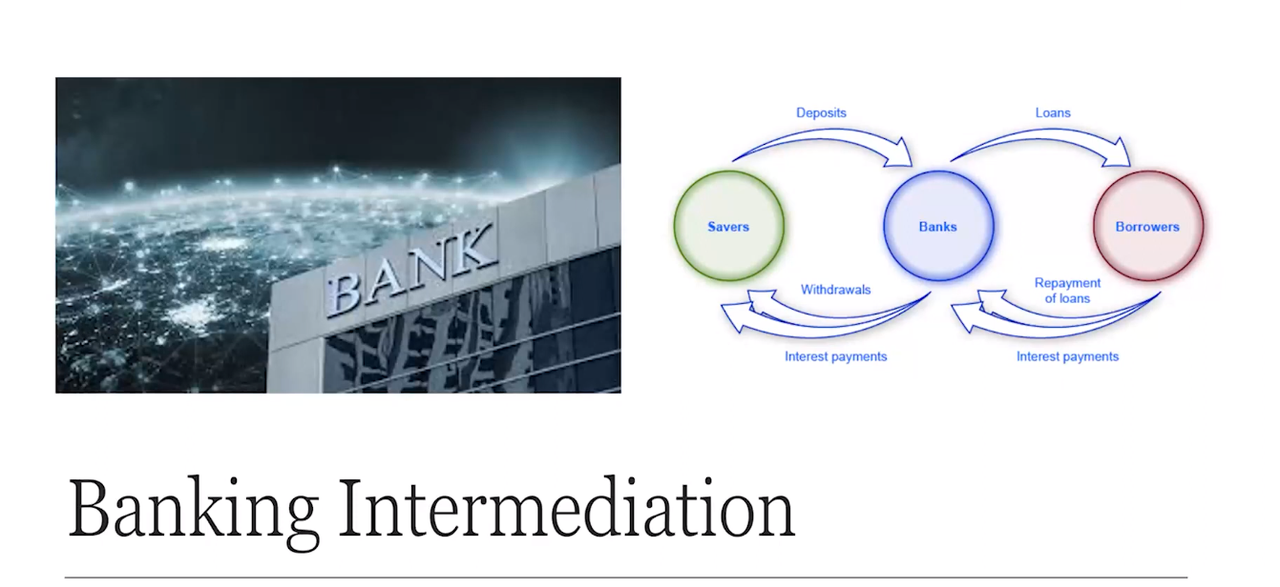 BANK
Deposits
Loans
Savers
Banks
Borrowers
Withdrawals
Repayment
of loans
Interest payments
Interest payments
Banking Intermediation